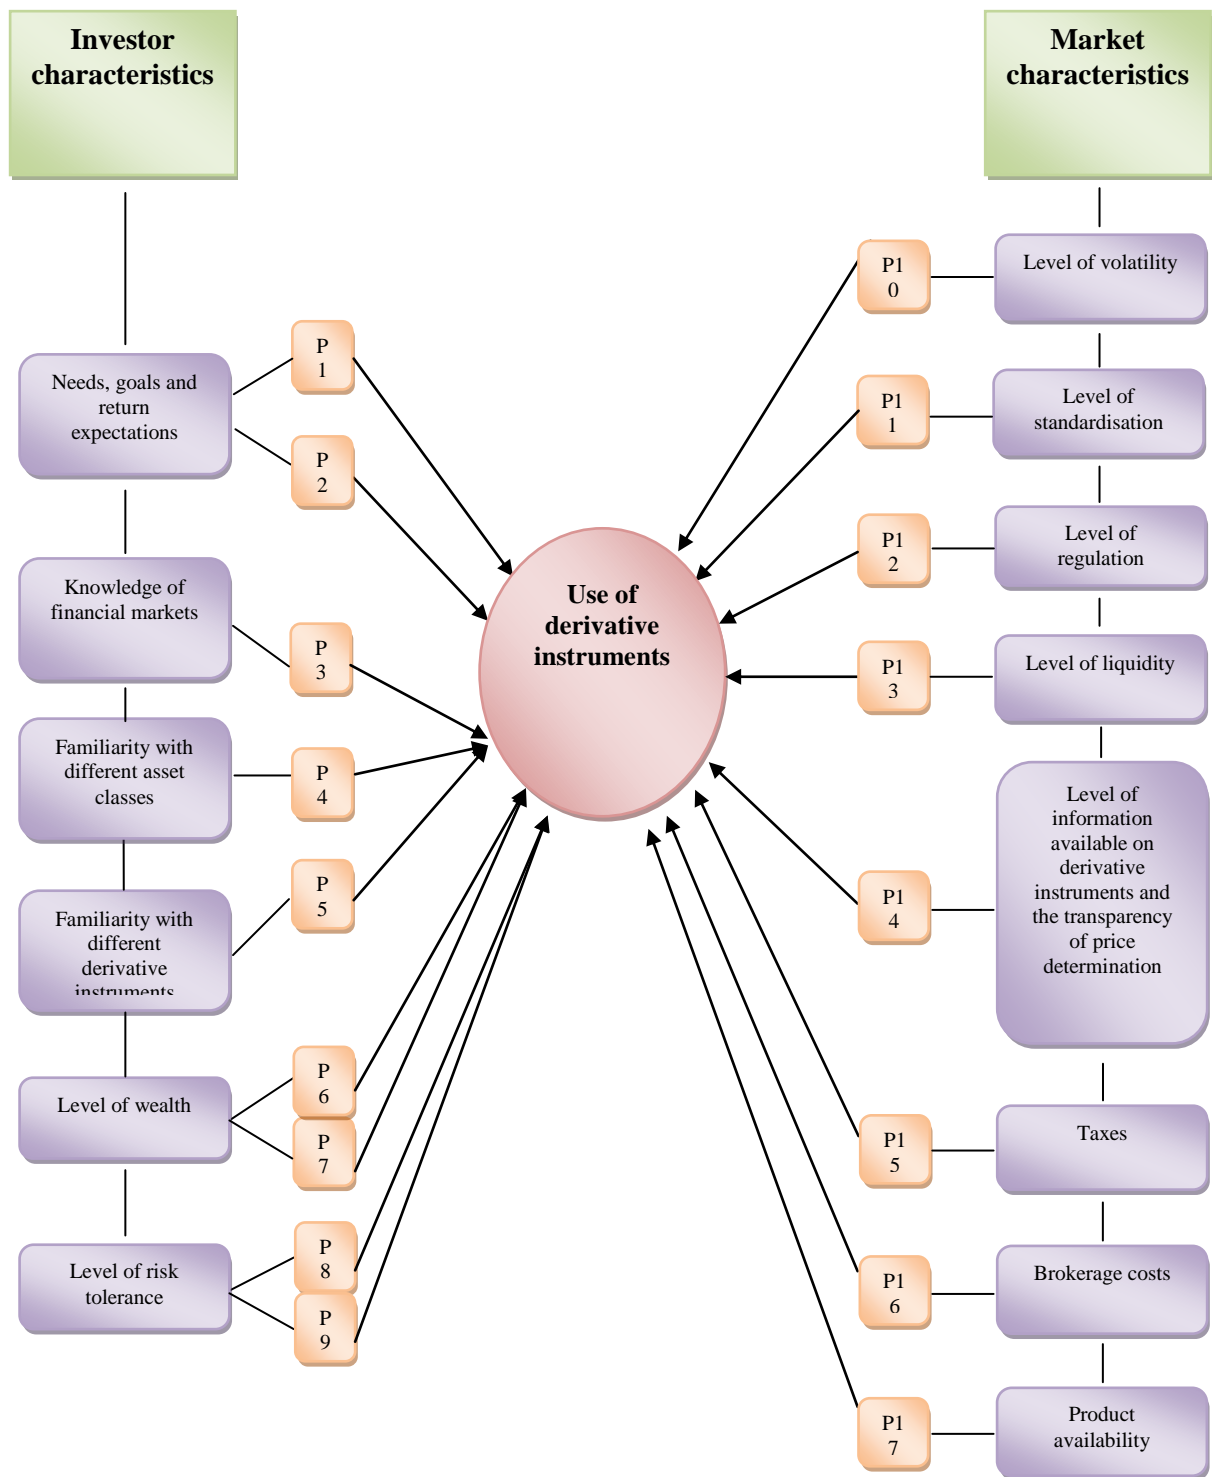 Investor
characteristics
Needs, goals and
return
expectations
P
1
P
2
Knowledge of
financial markets
P
3
Familiarity with
different asset
classes
P
4
Familiarity with
different
derivative
instruments
P
5
Level of wealth
P
6
P
7
Level of risk
tolerance
P
8
P
9
Use of
derivative
instruments
Market
characteristics
P1
0
Level of volatility
P1
1
Level of
standardisation
P1
2
Level of
regulation
P1
3
Level of liquidity
P1
4
Level of
information
available on
derivative
instruments and
the transparency
of price
determination
P1
5
Taxes
P1
6
Brokerage costs
P1
7
Product
availability